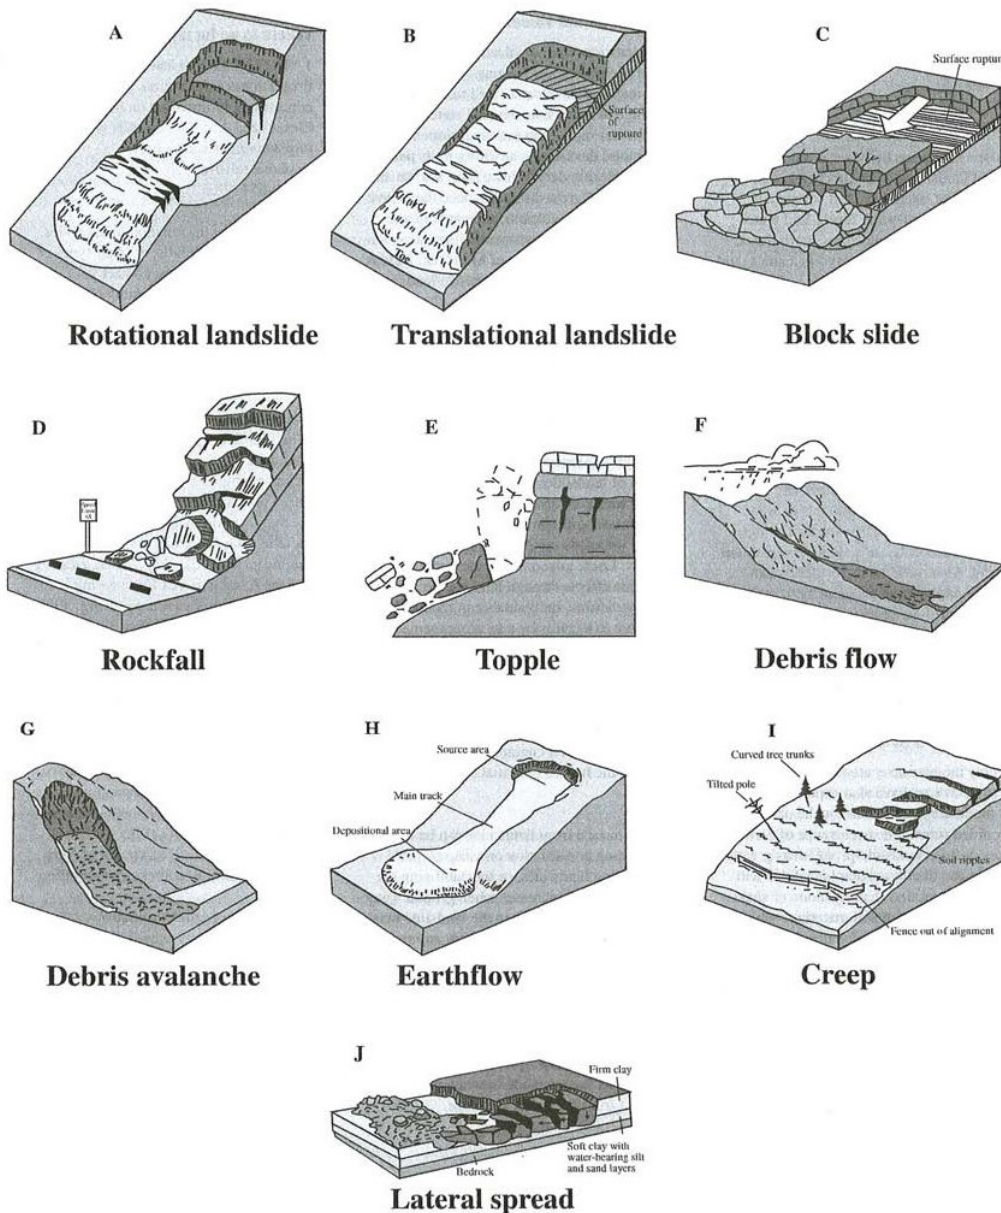 A
B
C
Surface rupture
Surface
of
rupture
Toe
Rotational landslide
Translational landslide
Block slide
D
E
F
Rockfall
Topple
Debris flow
G
H
I
Source area
Main track
Depositional area
Curved tree trunks
Tilted pole
Soil ripples
Fence out of alignment
Debris avalanche
Earthflow
Creep
J
Firm clay
Soft clay with
water-bearing silt
and sand layers
Bedrock
Lateral spread